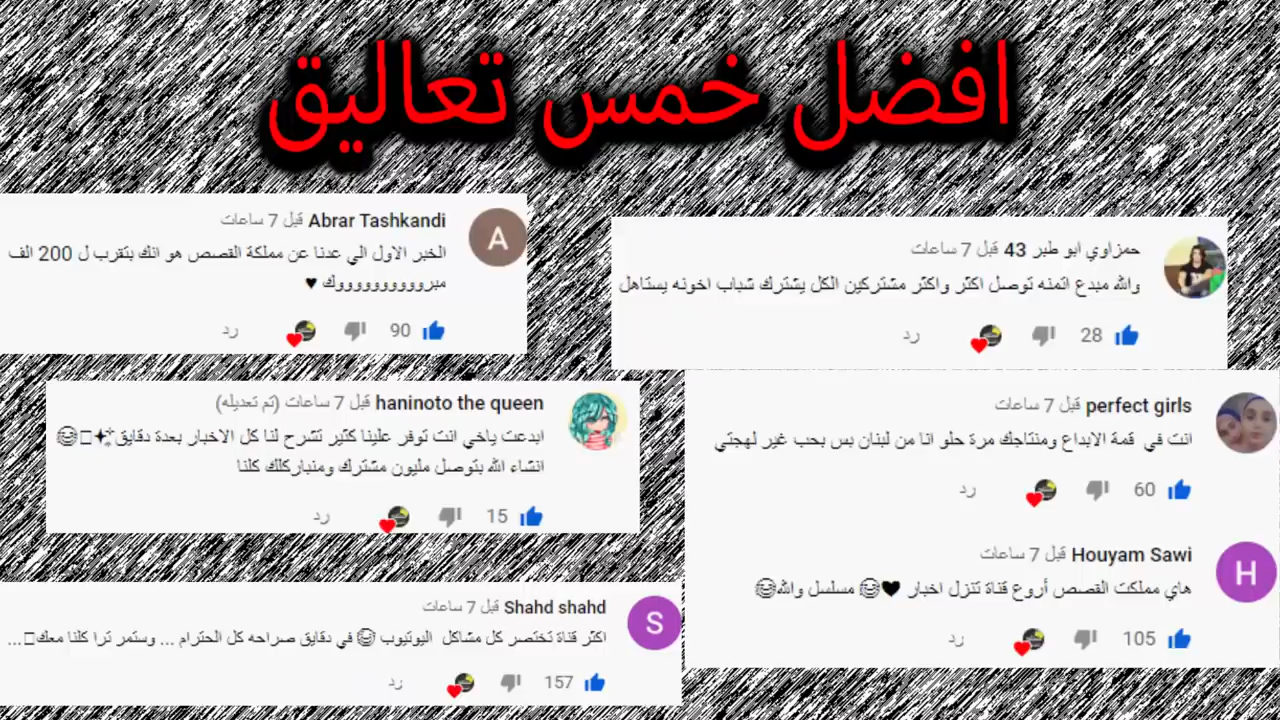 افضل خمس تعاليق
حمزاوي ابو طبر 43 قبل 7 ساعات
والله مبدع اتمنه توصل اكثر واكثر مشتركين الكل يشترك شباب اخونه يستاهل
28 رد
Abrar Tashkandi قبل 7 ساعات
الخبر الاول الي عدنا عن مملكة القصص هو انك بتقرب ل 200 الف
مبروووووووووك ♥
90 رد
perfect girls قبل 7 ساعات
انت في قمة الابداع ومنتاجك مرة حلو انا من لبنان بس بحب غير لهجتي
60 رد
haninoto the queen قبل 7 ساعات (تم تعديله)
ابدعت ياخي انت توفر علينا كثير تشرح لنا كل الاخبار بعدة دقايق✨😂
انشاء الله بتوصل مليون مشترك ومنباركلك كلنا
15 رد
Houyam Sawi قبل 7 ساعات
هاي مملكت القصص أروع قناة تتنزل اخبار ♥😂 مسلسل والله😂
105 رد
Shahd shahd قبل 7 ساعات
اكثر قناة تختصر كل مشاكل اليوتيوب 😂 في دقايق صراحه كل الحترام ... وستمر ترا كلنا معك...
157 رد